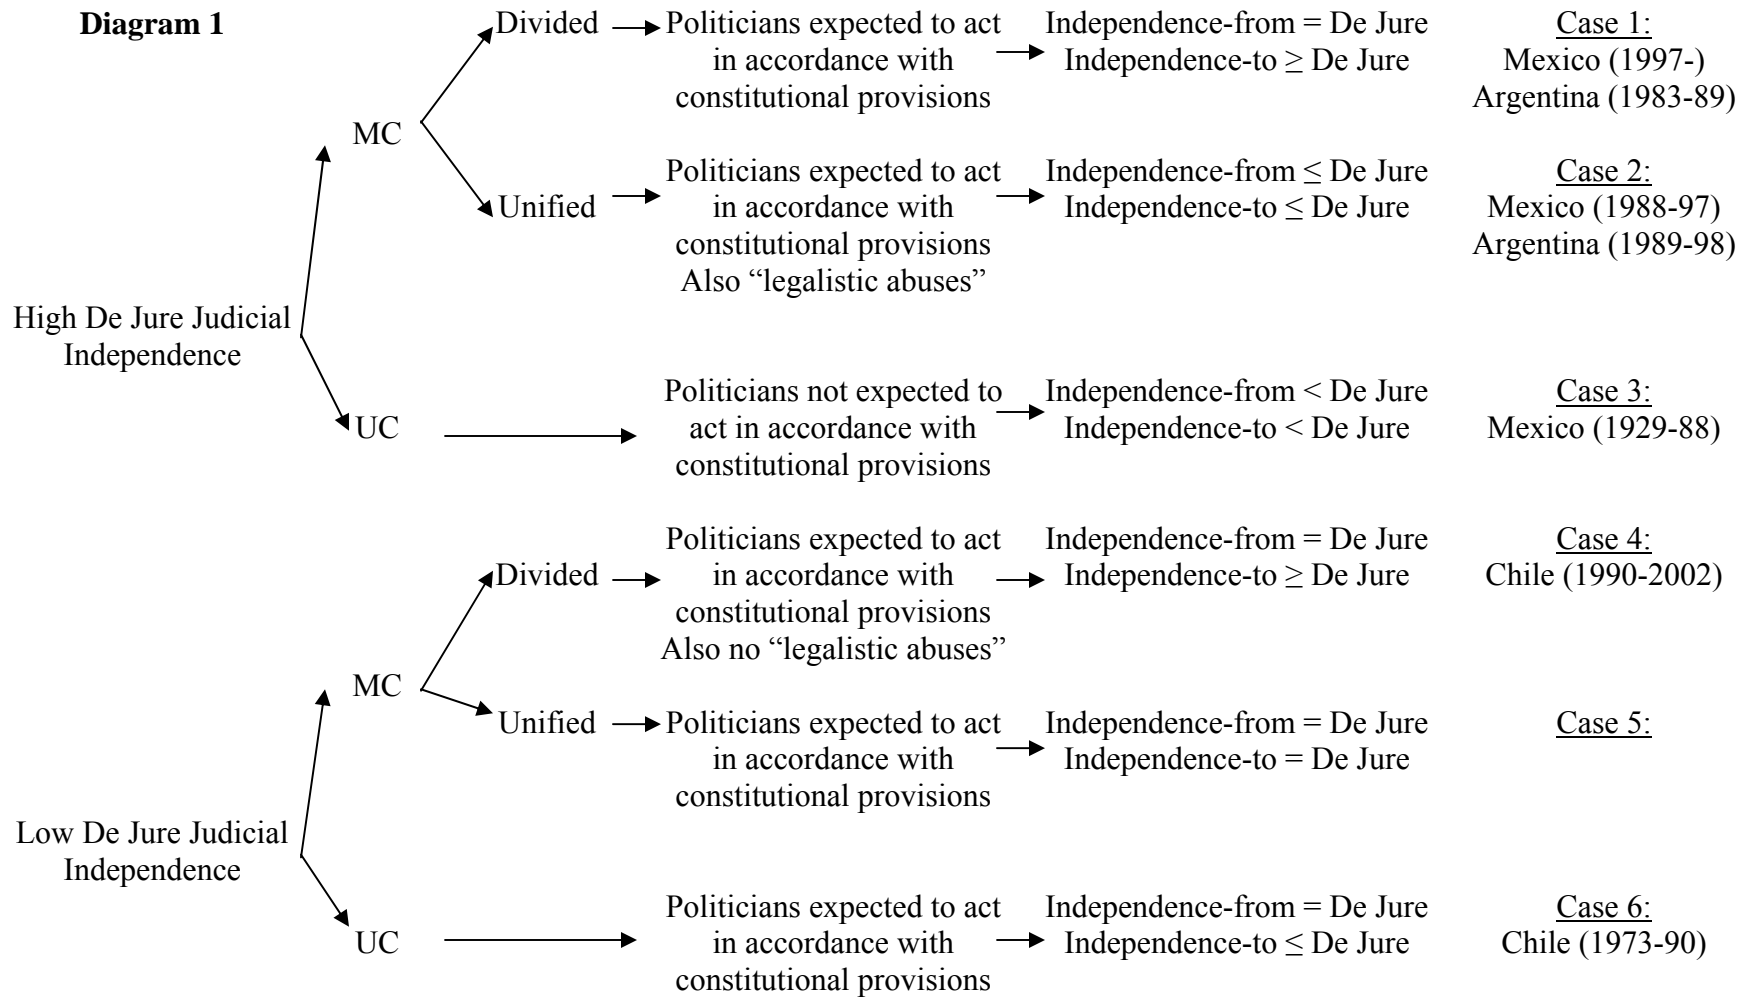 Diagram 1
High De Jure Judicial
Independence
MC
Divided
Politicians expected to act
in accordance with
constitutional provisions
Independence-from = De Jure
Independence-to ≥ De Jure
Case 1:
Mexico (1997-)
Argentina (1983-89)
Unified
Politicians expected to act
in accordance with
constitutional provisions
Also “legalistic abuses”
Independence-from ≤ De Jure
Independence-to ≤ De Jure
Case 2:
Mexico (1988-97)
Argentina (1989-98)
UC
Politicians not expected to
act in accordance with
constitutional provisions
Independence-from < De Jure
Independence-to < De Jure
Case 3:
Mexico (1929-88)
Low De Jure Judicial
Independence
MC
Divided
Politicians expected to act
in accordance with
constitutional provisions
Also no “legalistic abuses”
Independence-from = De Jure
Independence-to ≥ De Jure
Case 4:
Chile (1990-2002)
Unified
Politicians expected to act
in accordance with
constitutional provisions
Independence-from = De Jure
Independence-to = De Jure
Case 5:
UC
Politicians expected to act
in accordance with
constitutional provisions
Independence-from = De Jure
Independence-to ≤ De Jure
Case 6:
Chile (1973-90)